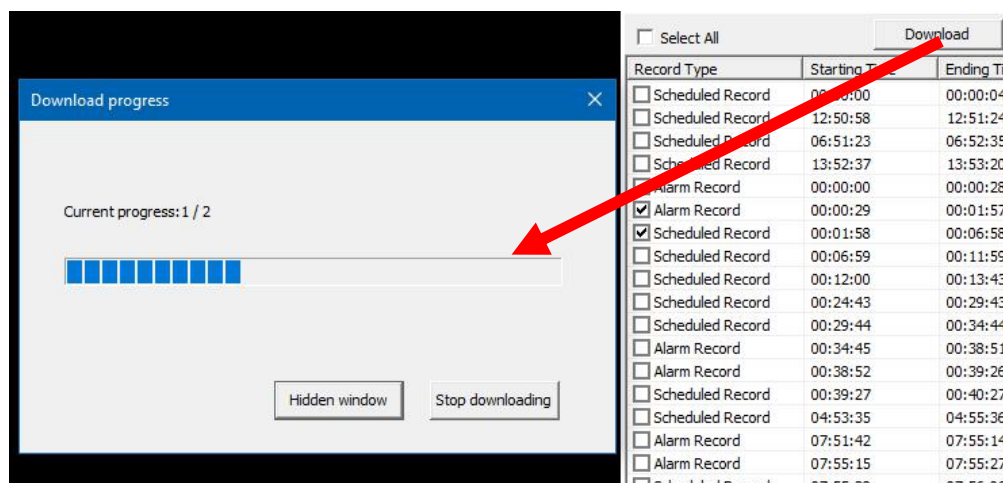 Select All Download
Record Type Starting Ending
Download progress
Scheduled Record 00:00:04
Scheduled Record 12:50:58 12:51:24
Scheduled Record 06:51:23 06:52:35
Scheduled Record 13:52:37 13:53:20
Alarm Record 00:00:00 00:00:28
Current progress:1 / 2
Alarm Record 00:00:29 00:01:57
Scheduled Record 00:01:58 00:06:58
Scheduled Record 00:06:59 00:11:59
Scheduled Record 00:12:00 00:13:43
Scheduled Record 00:24:43 00:29:43
Scheduled Record 00:29:44 00:34:44
Alarm Record 00:34:45 00:38:51
Alarm Record 00:38:52 00:39:26
Hidden window Stop downloading
Scheduled Record 00:39:27 00:40:27
Scheduled Record 04:53:35 04:55:36
Alarm Record 07:51:42 07:55:14
Alarm Record 07:55:15 07:55:27